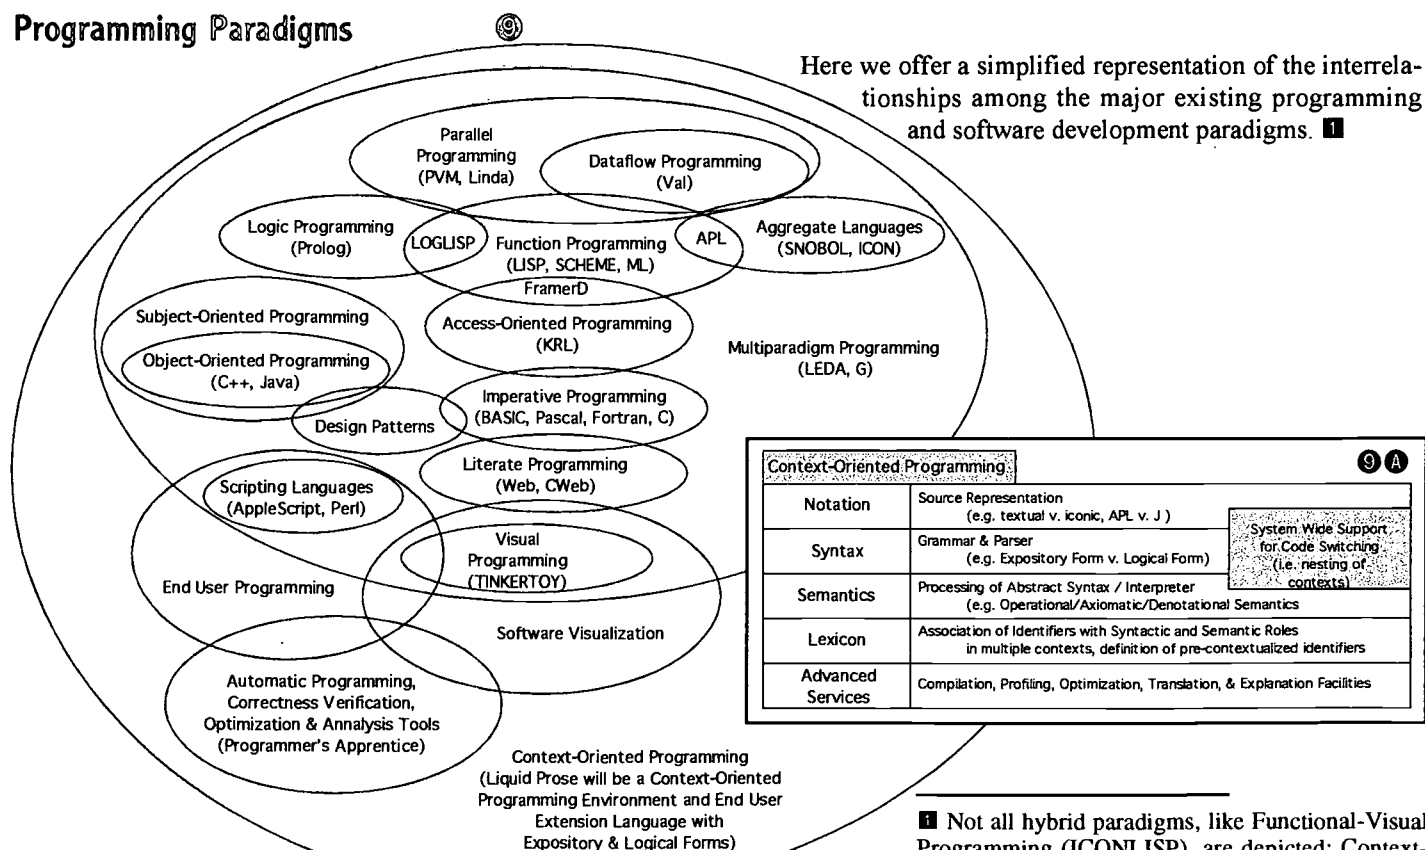 Programming Paradigms
9
Here we offer a simplified representation of the interrela-
tionships among the major existing programming
and software development paradigms. 1
Parallel
Programming
(PVM, Linda)
Dataflow Programming
(Val)
Logic Programming
(Prolog)
LOGLISP
Function Programming
(LISP, SCHEME, ML)
APL
Aggregate Languages
(SNOBOL, ICON)
FramerD
Subject-Oriented Programming
Access-Oriented Programming
(KRL)
Object-Oriented Programming
(C++, Java)
Multiparadigm Programming
(LEDA, G)
Imperative Programming
(BASIC, Pascal, Fortran, C)
Design Patterns
Literate Programming
(Web, CWeb)
Scripting Languages
(AppleScript, Perl)
Visual
Programming
(TINKERTOY)
End User Programming
Software Visualization
Automatic Programming,
Correctness Verification,
Optimization & Annalysis Tools
(Programmer's Apprentice)
Context-Oriented Programming
(Liquid Prose will be a Context-Oriented
Programming Environment and End User
Extension Language with
Expository & Logical Forms)
Context-Oriented Programming
9 A
Notation
Source Representation
(e.g. textual v. iconic, APL v. J )
Syntax
Grammar & Parser
(e.g. Expository Form v. Logical Form)
System Wide Support
for Code Switching
(i.e. nesting of
contexts)
Semantics
Processing of Abstract Syntax / Interpreter
(e.g. Operational/Axiomatic/Denotational Semantics
Lexicon
Association of Identifiers with Syntactic and Semantic Roles
in multiple contexts, definition of pre-contextualized identifiers
Advanced
Services
Compilation, Profiling, Optimization, Translation, & Explanation Facilities
1 Not all hybrid paradigms, like Functional-Visual
Programming (ICONLISP), are depicted; Context-